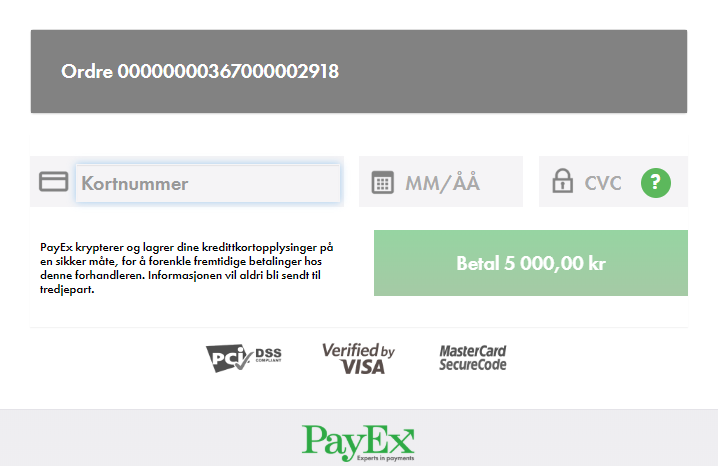 Ordre 00000000367000002918
Kortnummer
MM/ÅÅ
CVC
?
PayEx krypterer og lagrer dine kredittkortopplysinger på
en sikker måte, for å forenkle fremtidige betalinger hos
denne forhandleren. Informasjonen vil aldri bli sendt til
tredjepart.
Betal 5 000,00 kr
PCI DSS
COMPLIANT
Verified by
VISA
MasterCard
SecureCode
PayEx
Experts in payments